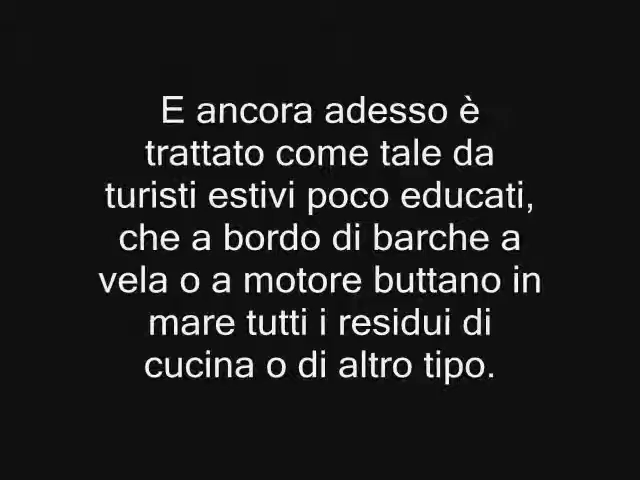 E ancora adesso è
trattato come tale da
turisti estivi poco educati,
che a bordo di barche a
vela o a motore buttano in
mare tutti i residui di
cucina o di altro tipo.